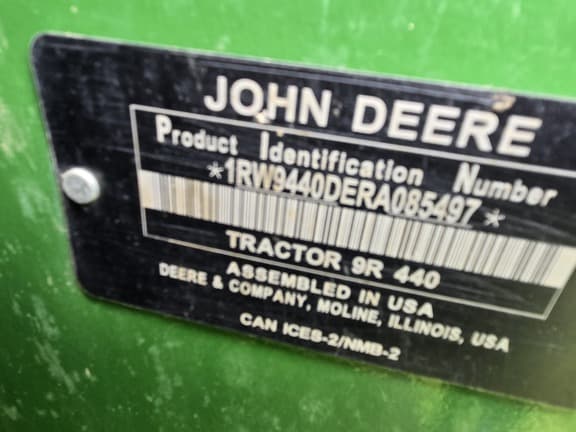 JOHN DEERE
Product Identification Number
*1RW9440DERA085497*
TRACTOR 9R 440
ASSEMBLED IN USA
DEERE & COMPANY, MOLINE, ILLINOIS, USA
CAN ICES-2/NMB-2